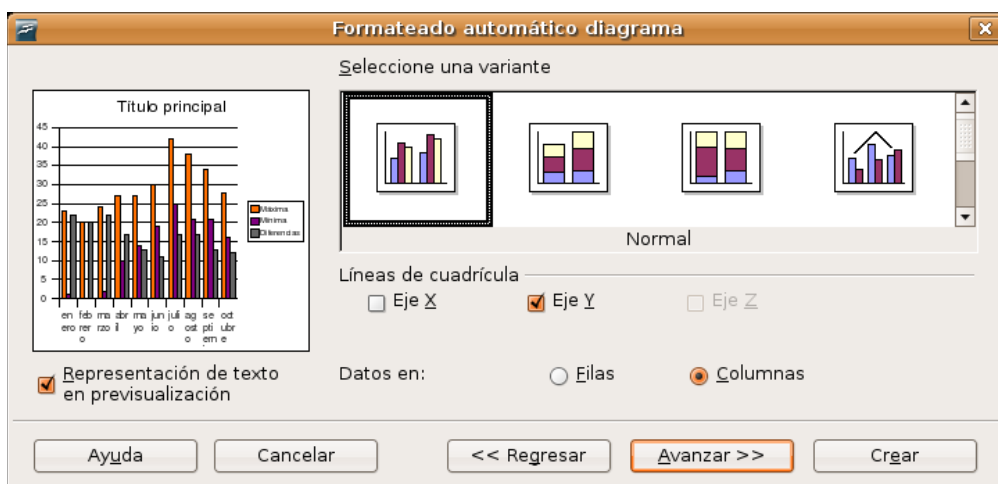 Formateado automático diagrama
Seleccione una variante
Título principal
45
40
35
30
25
20
15
10
5
0
Máxima
Mínima
Diferencias
en
ero
feb
rer
o
ma
rzo
abr
il
ma
yo
jun
io
juli
o
ag
ost
o
se
pti
em
oct
ubr
e
Normal
Líneas de cuadrícula
Eje X
Eje Y
Eje Z
Representación de texto
en previsualización
Datos en:
Filas
Columnas
Ayuda
Cancelar
<< Regresar
Avanzar >>
Crear